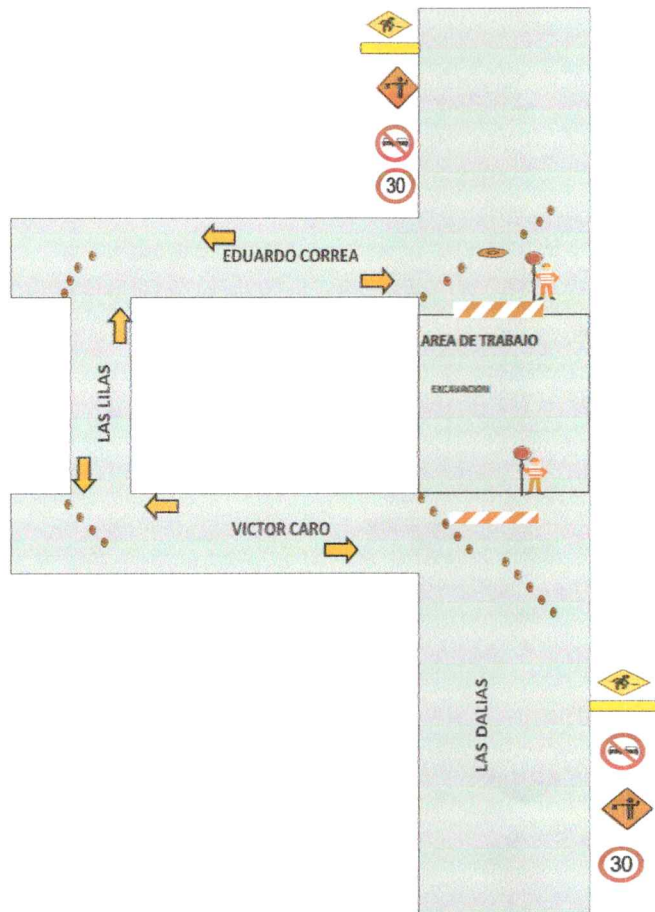 30
EDUARDO CORREA
AREA DE TRABAJO
EXCAVACION
LAS LILAS
VICTOR CARO
LAS DALIAS
30